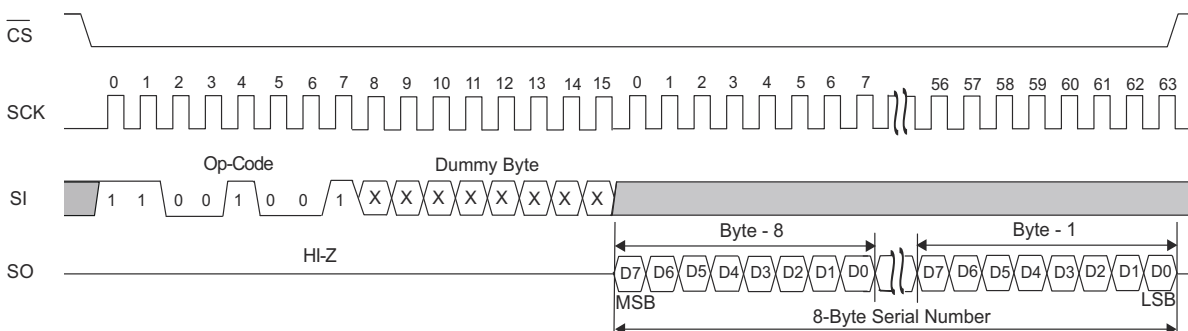 CS
0 1 2 3 4 5 6 7 8 9 10 11 12 13 14 15 0 1 2 3 4 5 6 7 56 57 58 59 60 61 62 63
SCK
Op-Code Dummy Byte
SI 1 1 0 0 1 0 0 1 X X X X X X X X
HI-Z Byte - 8 Byte - 1
SO D7 D6 D5 D4 D3 D2 D1 D0 D7 D6 D5 D4 D3 D2 D1 D0
MSB LSB
8-Byte Serial Number